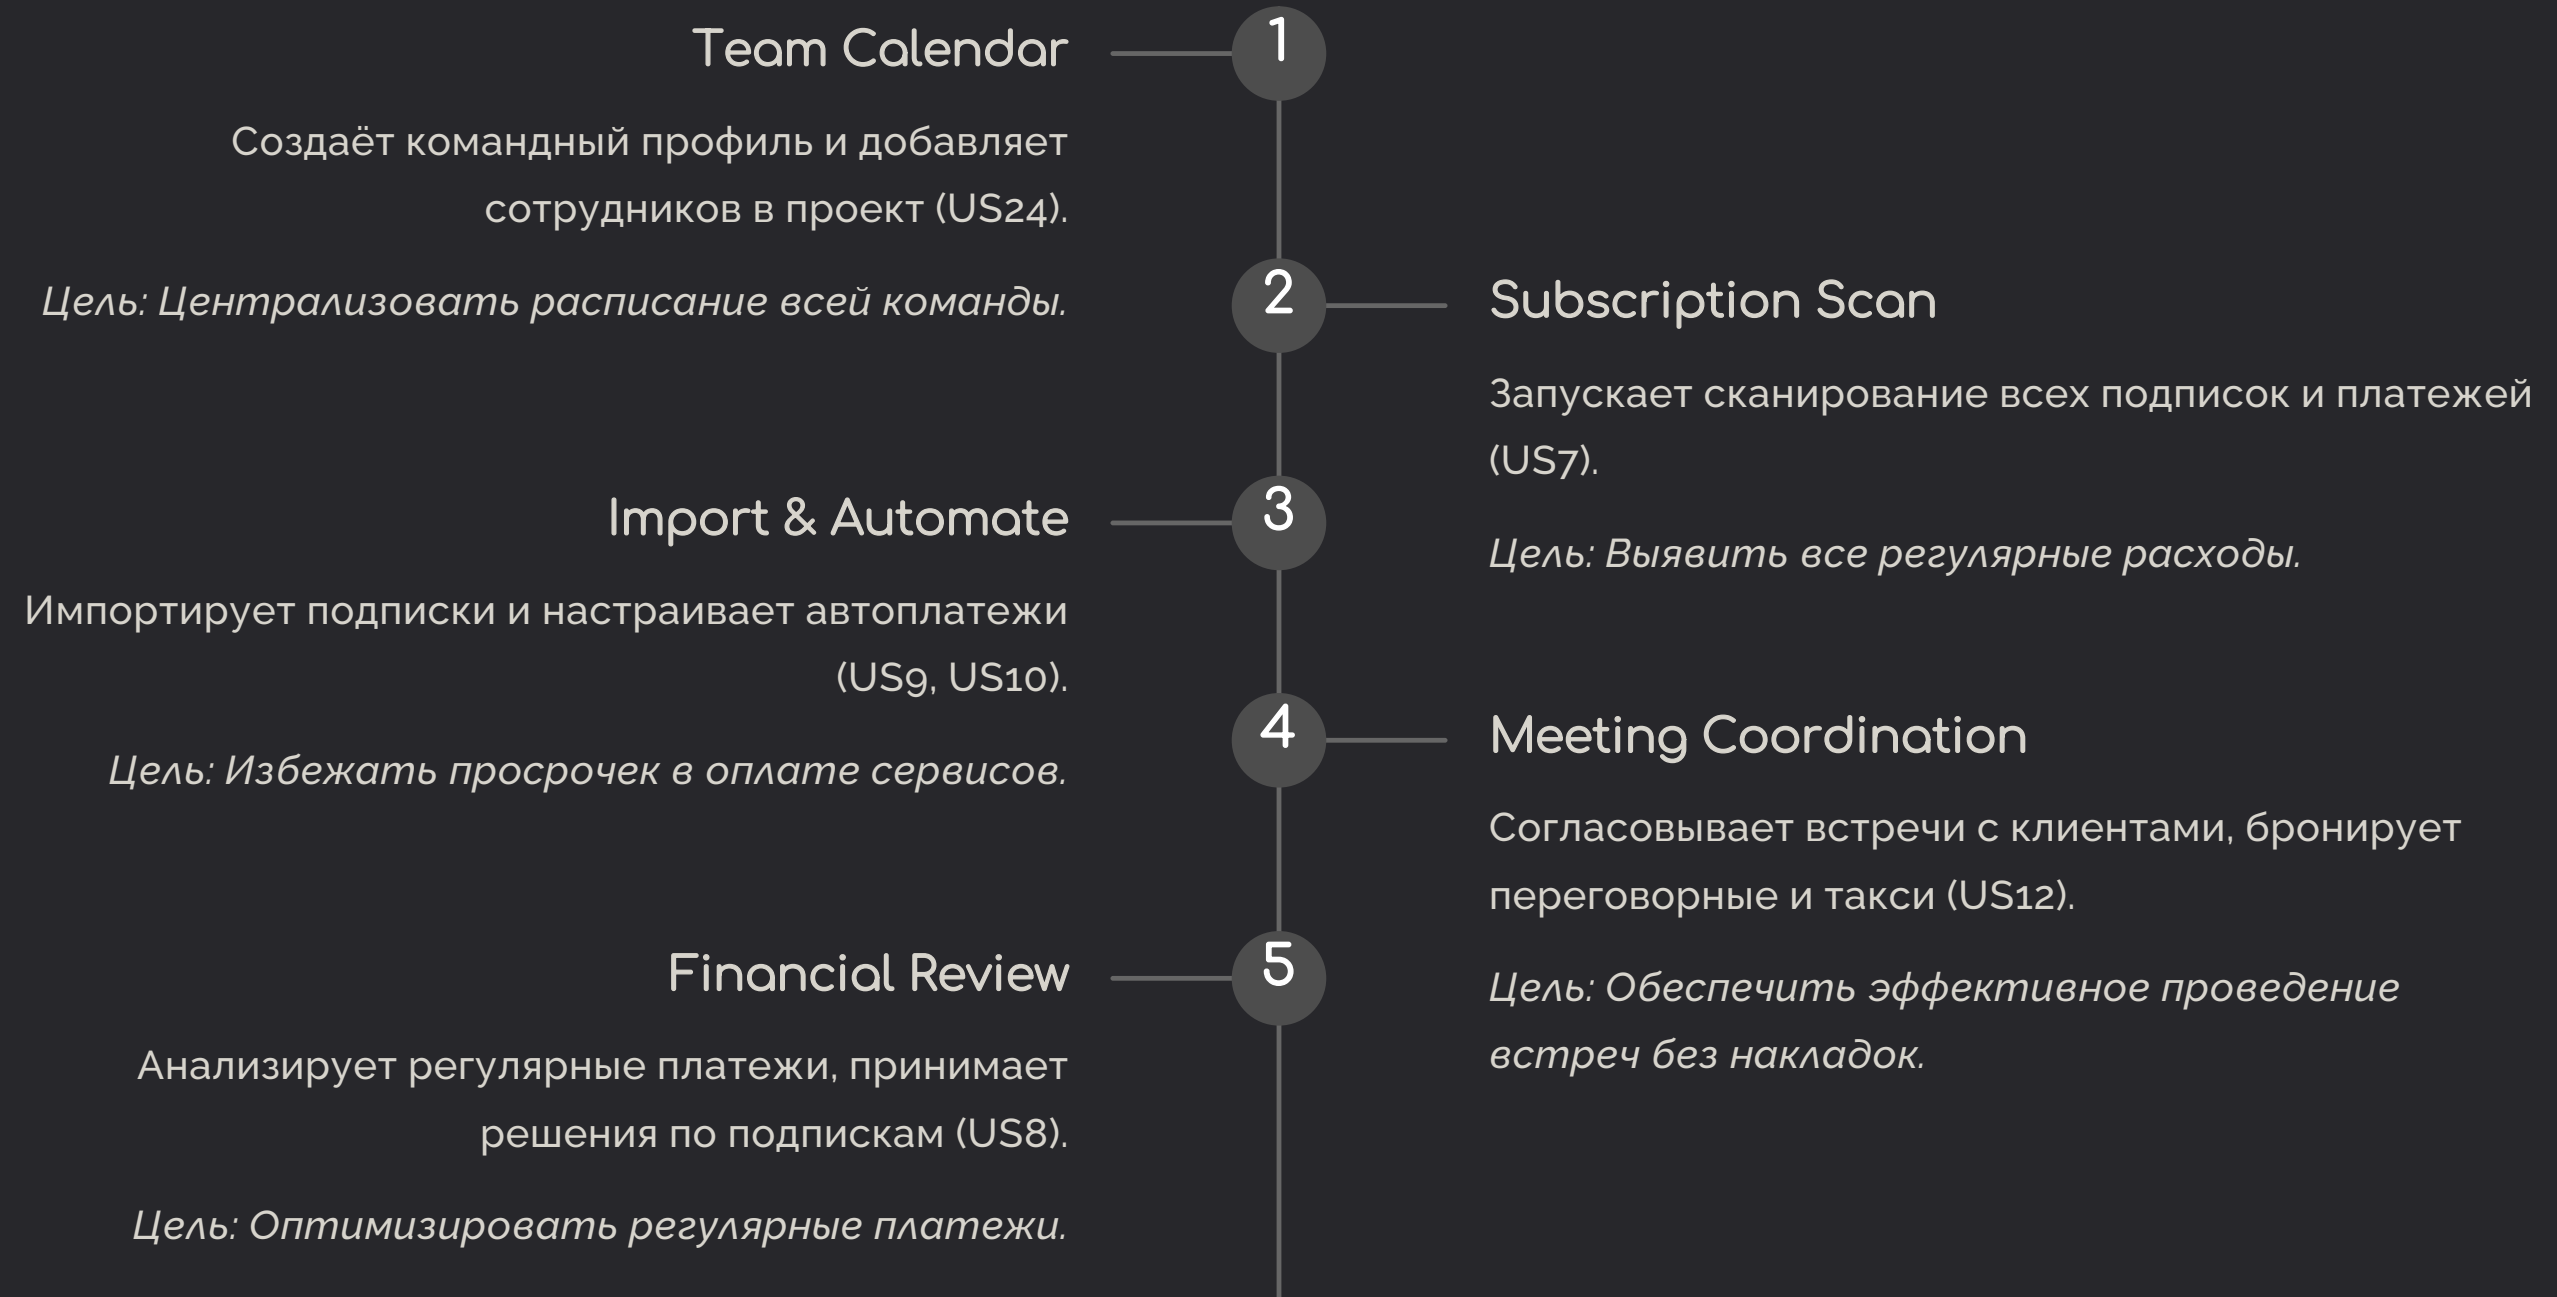 1
Team Calendar
Создаёт командный профиль и добавляет
сотрудников в проект (US24).
Цель: Централизовать расписание всей команды.
2
Subscription Scan
Запускает сканирование всех подписок и платежей
(US7).
Цель: Выявить все регулярные расходы.
3
Import & Automate
Импортирует подписки и настраивает автоплатежи
(US9, US10).
Цель: Избежать просрочек в оплате сервисов.
4
Meeting Coordination
Согласовывает встречи с клиентами, бронирует
переговорные и такси (US12).
Цель: Обеспечить эффективное проведение
встреч без накладок.
5
Financial Review
Анализирует регулярные платежи, принимает
решения по подпискам (US8).
Цель: Оптимизировать регулярные платежи.